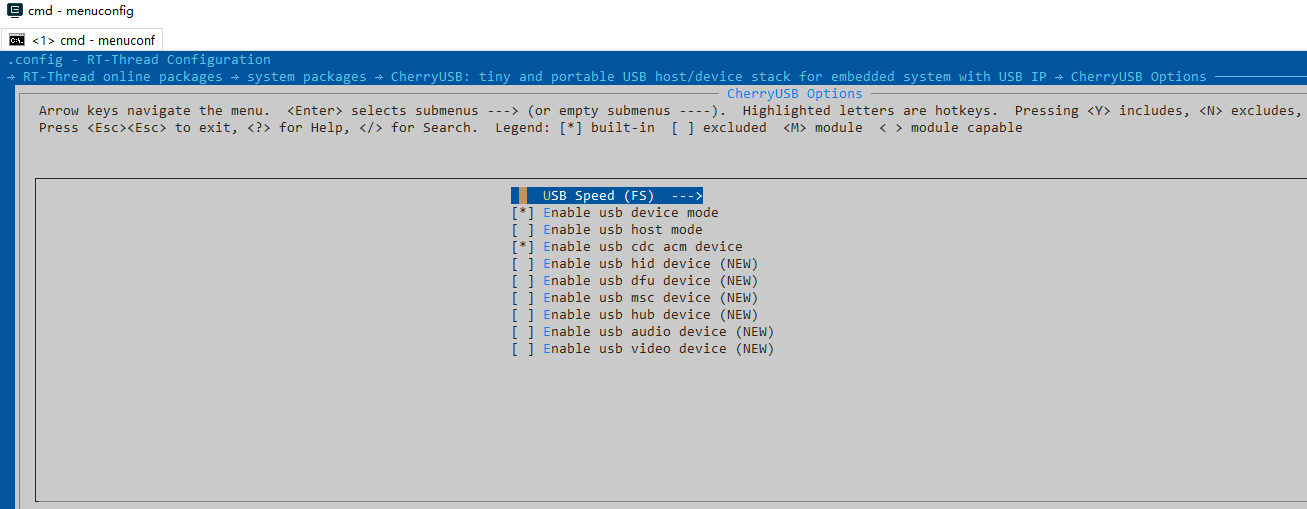 cmd - menuconfig
<1> cmd - menuconf
.config - RT-Thread Configuration
→ RT-Thread online packages → system packages → CherryUSB: tiny and portable USB host/device stack for embedded system with USB IP → CherryUSB Options
CherryUSB Options
Arrow keys navigate the menu.  <Enter> selects submenus ---> (or empty submenus ----).  Highlighted letters are hotkeys.  Pressing <Y> includes, <N> excludes,
Press <Esc><Esc> to exit, <?> for Help, </> for Search.  Legend: [*] built-in  [ ] excluded  <M> module  < > module capable
USB Speed (FS)  --->
[*] Enable usb device mode
[ ] Enable usb host mode
[*] Enable usb cdc acm device
[ ] Enable usb hid device (NEW)
[ ] Enable usb dfu device (NEW)
[ ] Enable usb msc device (NEW)
[ ] Enable usb hub device (NEW)
[ ] Enable usb audio device (NEW)
[ ] Enable usb video device (NEW)